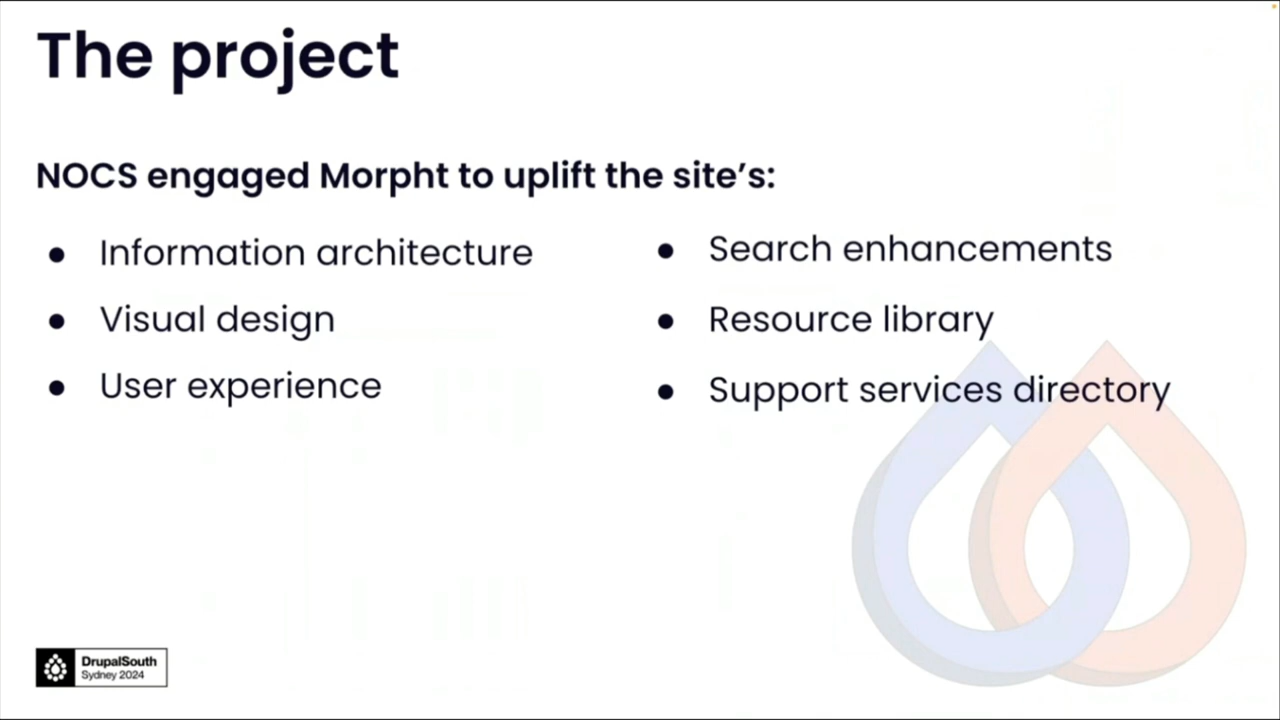 The project
NOCS engaged Morpht to uplift the site’s:
● Information architecture
● Visual design
● User experience
● Search enhancements
● Resource library
● Support services directory
DrupalSouth
Sydney 2024